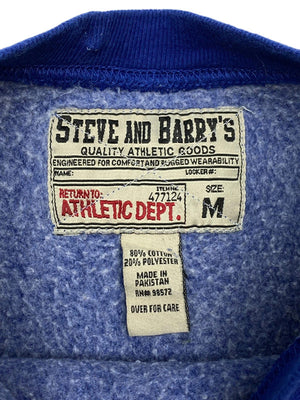 STEVE AND BARRY'S
QUALITY ATHLETIC GOODS
ENGINEERED FOR COMFORT AND RUGGED WEARABILITY
NAME: LOCKER#:
RETURN TO: ITEM NO. SIZE:
477124
ATHLETIC DEPT. M
80% COTTON
20% POLYESTER
MADE IN
PAKISTAN
RN# 98572
OVER FOR CARE